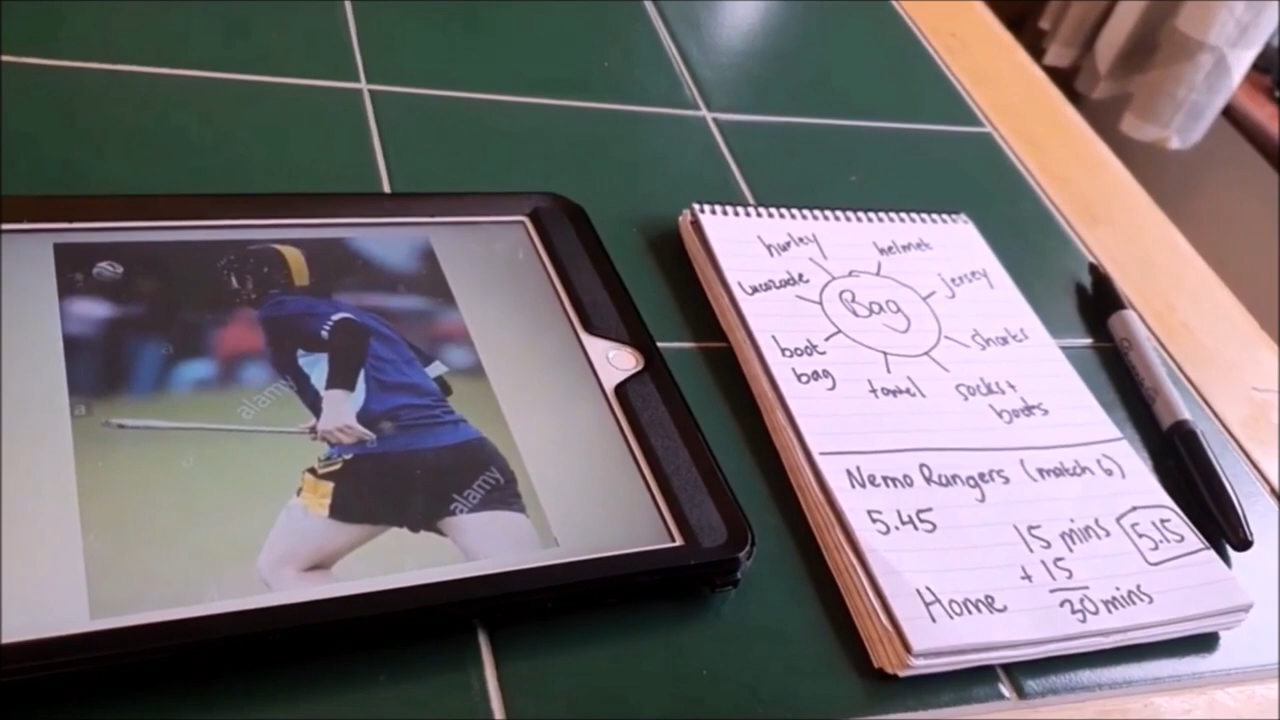 alamy
a
a
alamy
hurley
helmet
lucozade
jersey
Bag
boot
bag
shorts
towel
socks +
boots
Nemo Rangers (match 6)
5.45
15 mins
5.15
+ 15
Home
30 mins